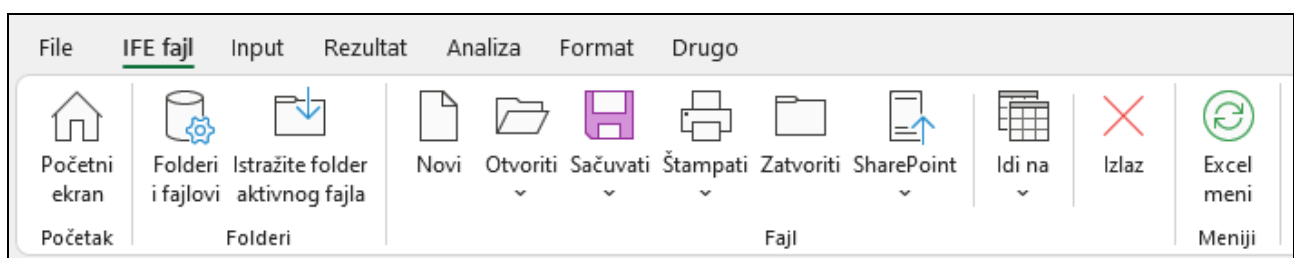 File IFE fajl Input Rezultat Analiza Format Drugo
Početni Folderi Istražite folder Novi Otvoriti Sačuvati Štampati Zatvoriti SharePoint Idi na Izlaz Excel
ekran i fajlovi aktivnog fajla meni
Početak Folderi Fajl Meniji